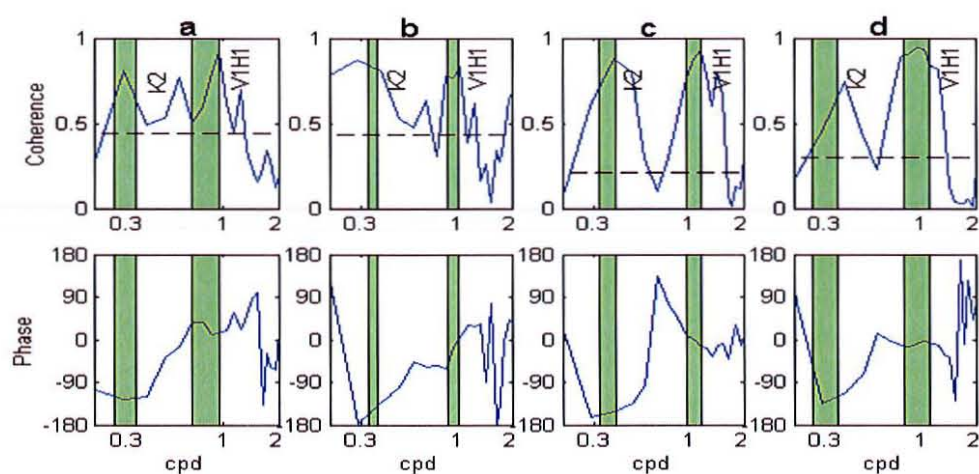 a b c d
1 1 1 1
Coherence
K2 V1H1 K2 V1H1 K2 V1H1 K2 V1H1
0.5 0.5 0.5 0.5
0 0 0 0
0.3 1 2 0.3 1 2 0.3 1 2 0.3 1 2
180 180 180 180
90 90 90 90
Phase
0 0 0 0
-90 -90 -90 -90
-180 180 180 180
0.3 1 2 0.3 1 2 0.3 1 2 0.3 1 2
cpd cpd cpd cpd